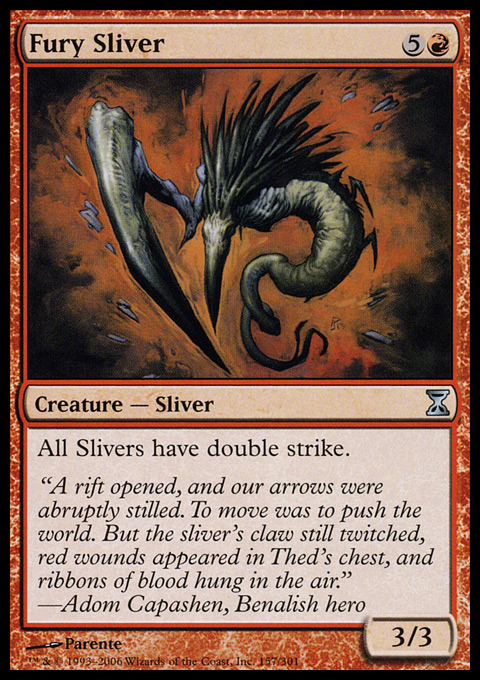 Fury Sliver 5
Creature — Sliver
All Slivers have double strike.
“A rift opened, and our arrows were
abruptly stilled. To move was to push the
world. But the sliver’s claw still twitched,
red wounds appeared in Thed’s chest, and
ribbons of blood hung in the air.”
—Adom Capashen, Benalish hero
3/3
Parente
™ & © 1993–2006 Wizards of the Coast, Inc. 157/301